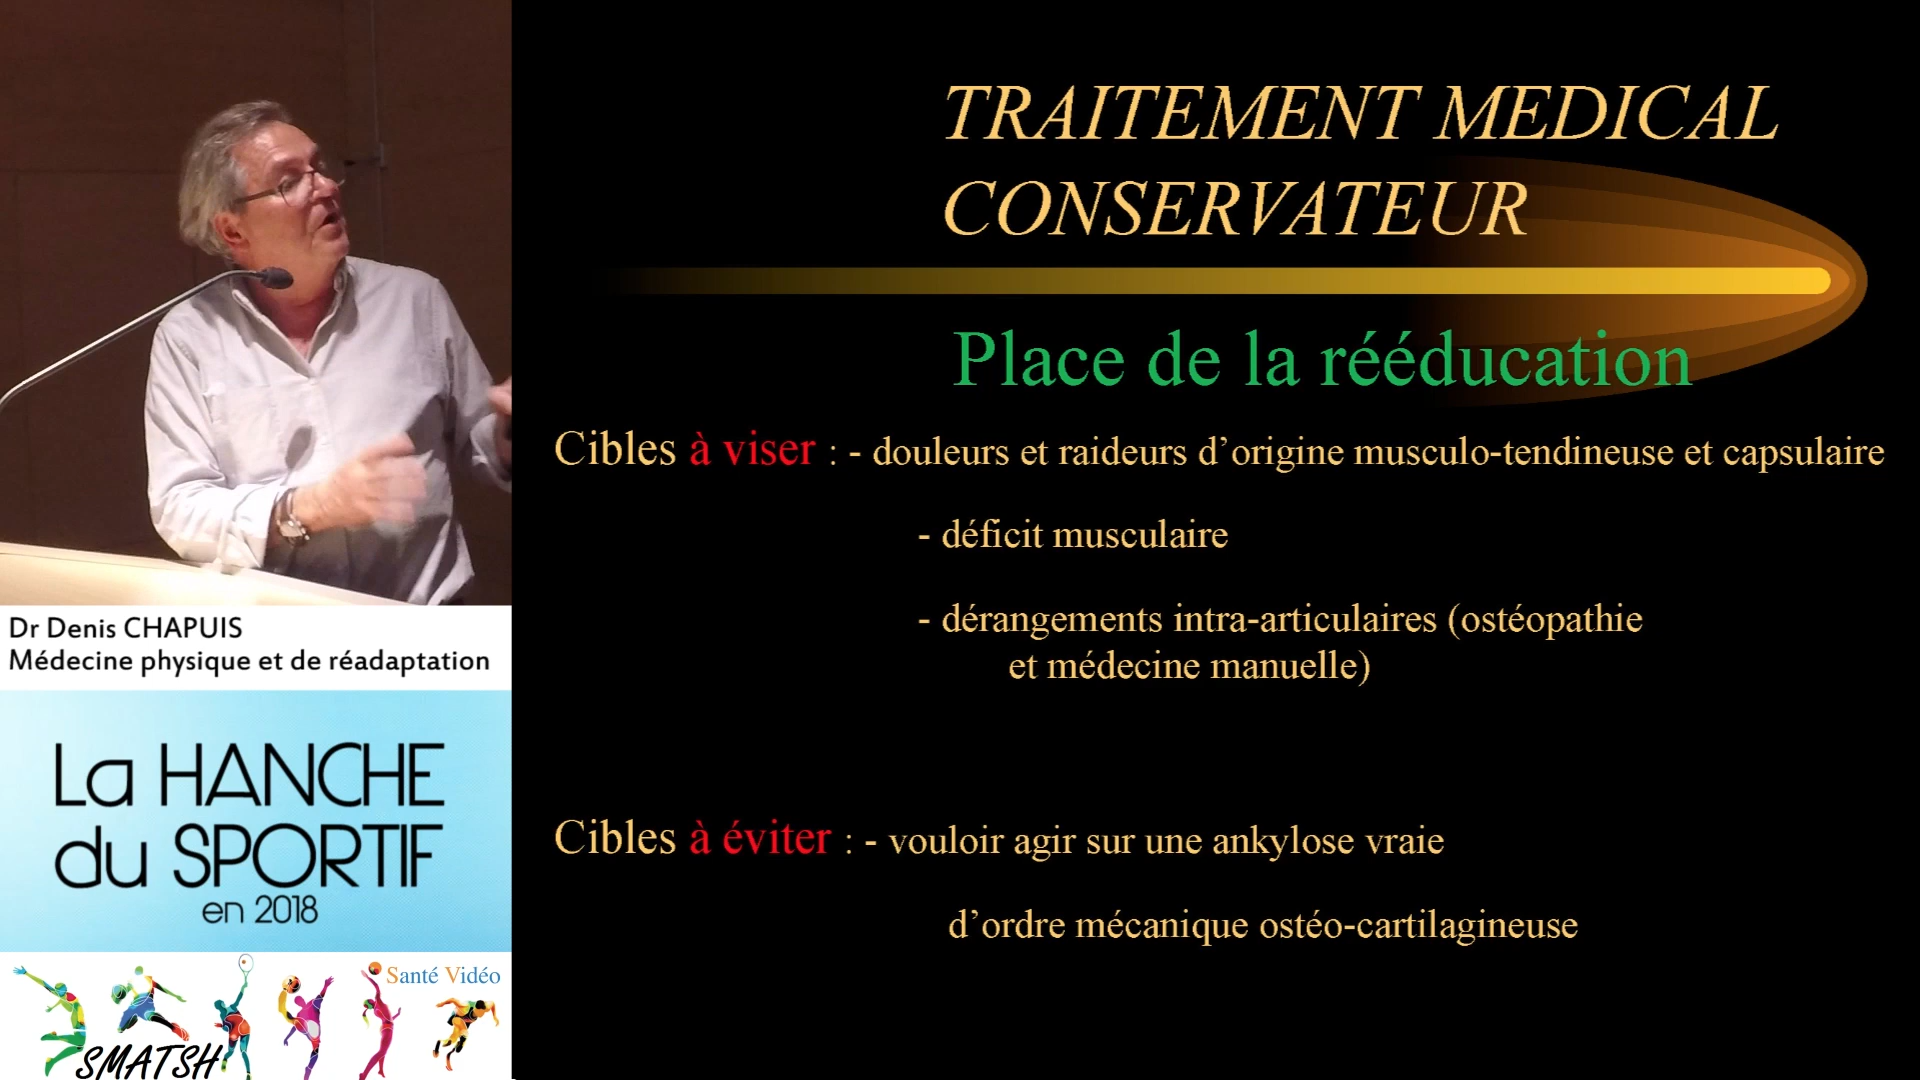 TRAITEMENT MEDICAL
CONSERVATEUR
Place de la rééducation
Cibles à viser : - douleurs et raideurs d’origine musculo-tendineuse et capsulaire
- déficit musculaire
- dérangements intra-articulaires (ostéopathie
et médecine manuelle)
Cibles à éviter : - vouloir agir sur une ankylose vraie
d’ordre mécanique ostéo-cartilagineuse
Dr Denis CHAPUIS
Médecine physique et de réadaptation
La HANCHE
du SPORTIF
en 2018
Santé Vidéo
SMATSH